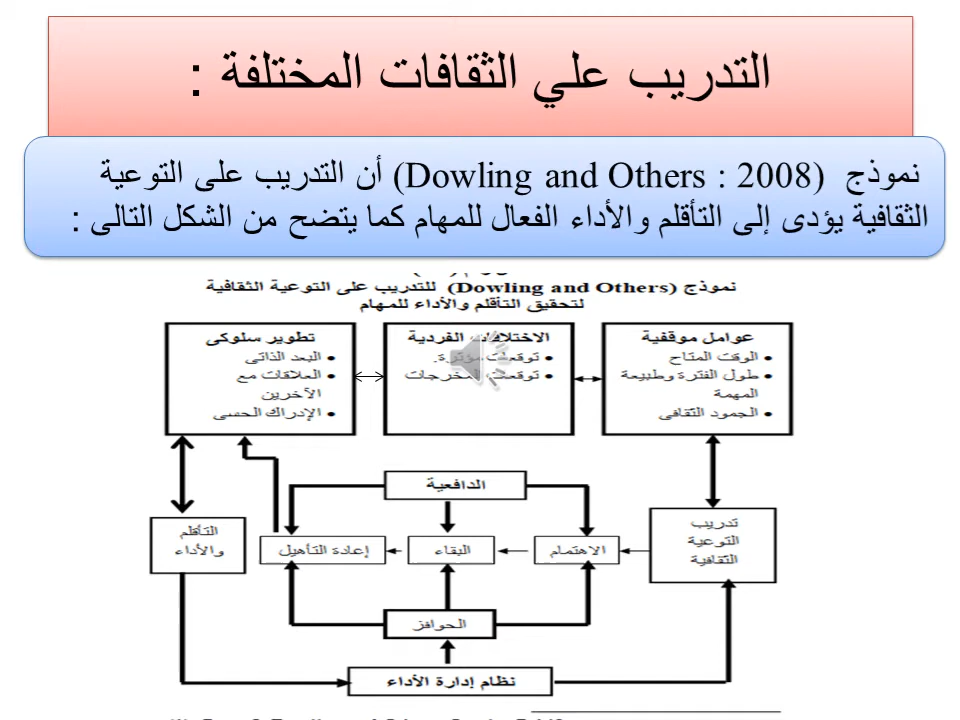 التدريب علي الثقافات المختلفة :
نموذج (Dowling and Others : 2008) أن التدريب على التوعية
الثقافية يؤدى إلى التأقلم والأداء الفعال للمهام كما يتضح من الشكل التالى :
نموذج (Dowling and Others) للتدريب على التوعية الثقافية
لتحقيق التأقلم والأداء للمهام
عوامل موقفية
• الوقت المتاح
• طول الفترة وطبيعة
المهمة
• الجمود الثقافى
الاختلافات الفردية
• توقعات مؤثرة.
• توقعات المخرجات
تطوير سلوكى
• البعد الذاتى
• العلاقات مع
الآخرين
• الإدراك الحسى
الدافعية
تدريب
التوعية
الثقافية
الاهتمام
البقاء
إعادة التأهيل
التأقلم
والأداء
الحوافز
نظام إدارة الأداء